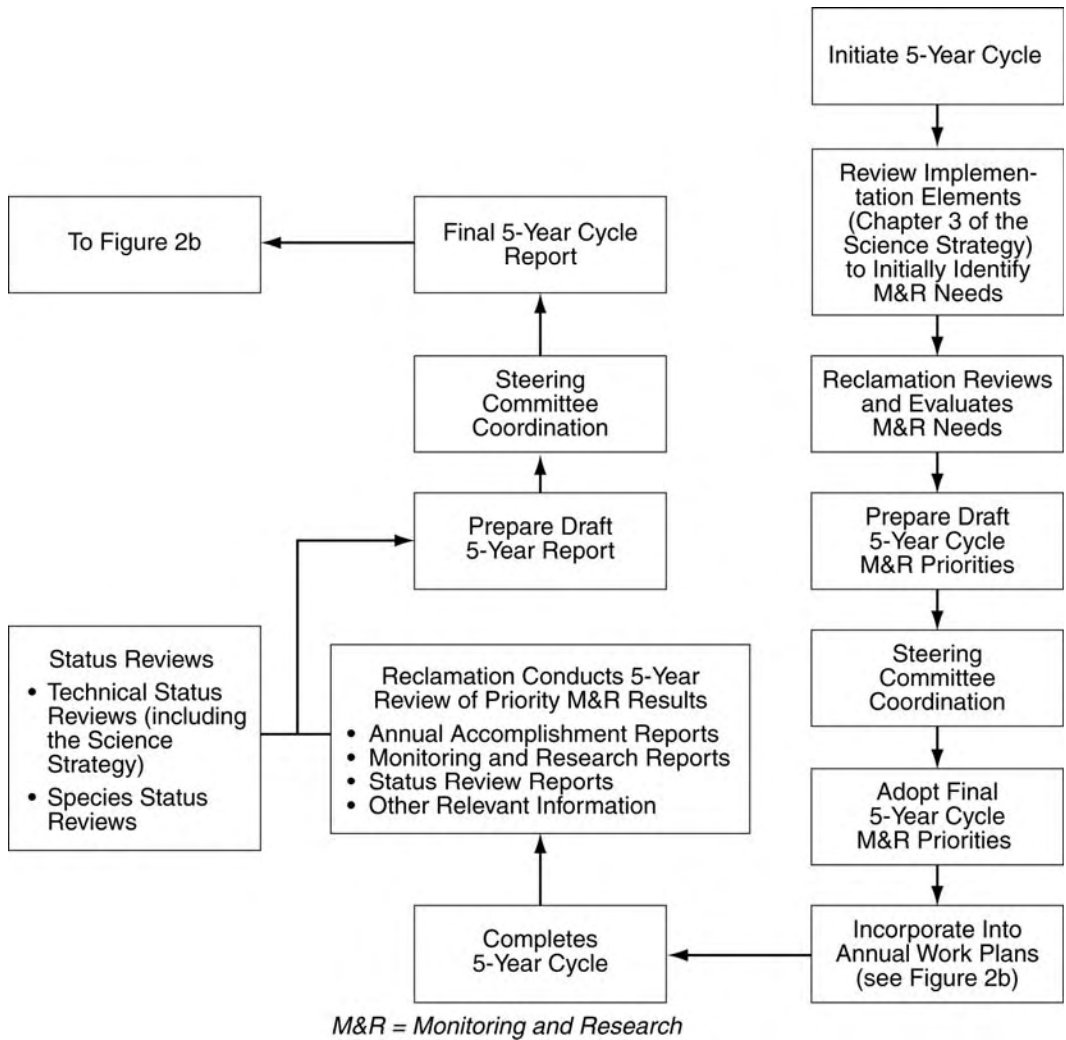 Initiate 5-Year Cycle
Review Implemen-
tation Elements
(Chapter 3 of the
Science Strategy)
to Initially Identify
M&R Needs
Reclamation Reviews
and Evaluates
M&R Needs
Prepare Draft
5-Year Cycle
M&R Priorities
Steering
Committee
Coordination
Adopt Final
5-Year Cycle
M&R Priorities
Incorporate Into
Annual Work Plans
(see Figure 2b)
Completes
5-Year Cycle
Reclamation Conducts 5-Year
Review of Priority M&R Results
• Annual Accomplishment Reports
• Monitoring and Research Reports
• Status Review Reports
• Other Relevant Information
Status Reviews
• Technical Status
Reviews (including
the Science
Strategy)
• Species Status
Reviews
Prepare Draft
5-Year Report
Steering
Committee
Coordination
Final 5-Year Cycle
Report
To Figure 2b
M&R = Monitoring and Research